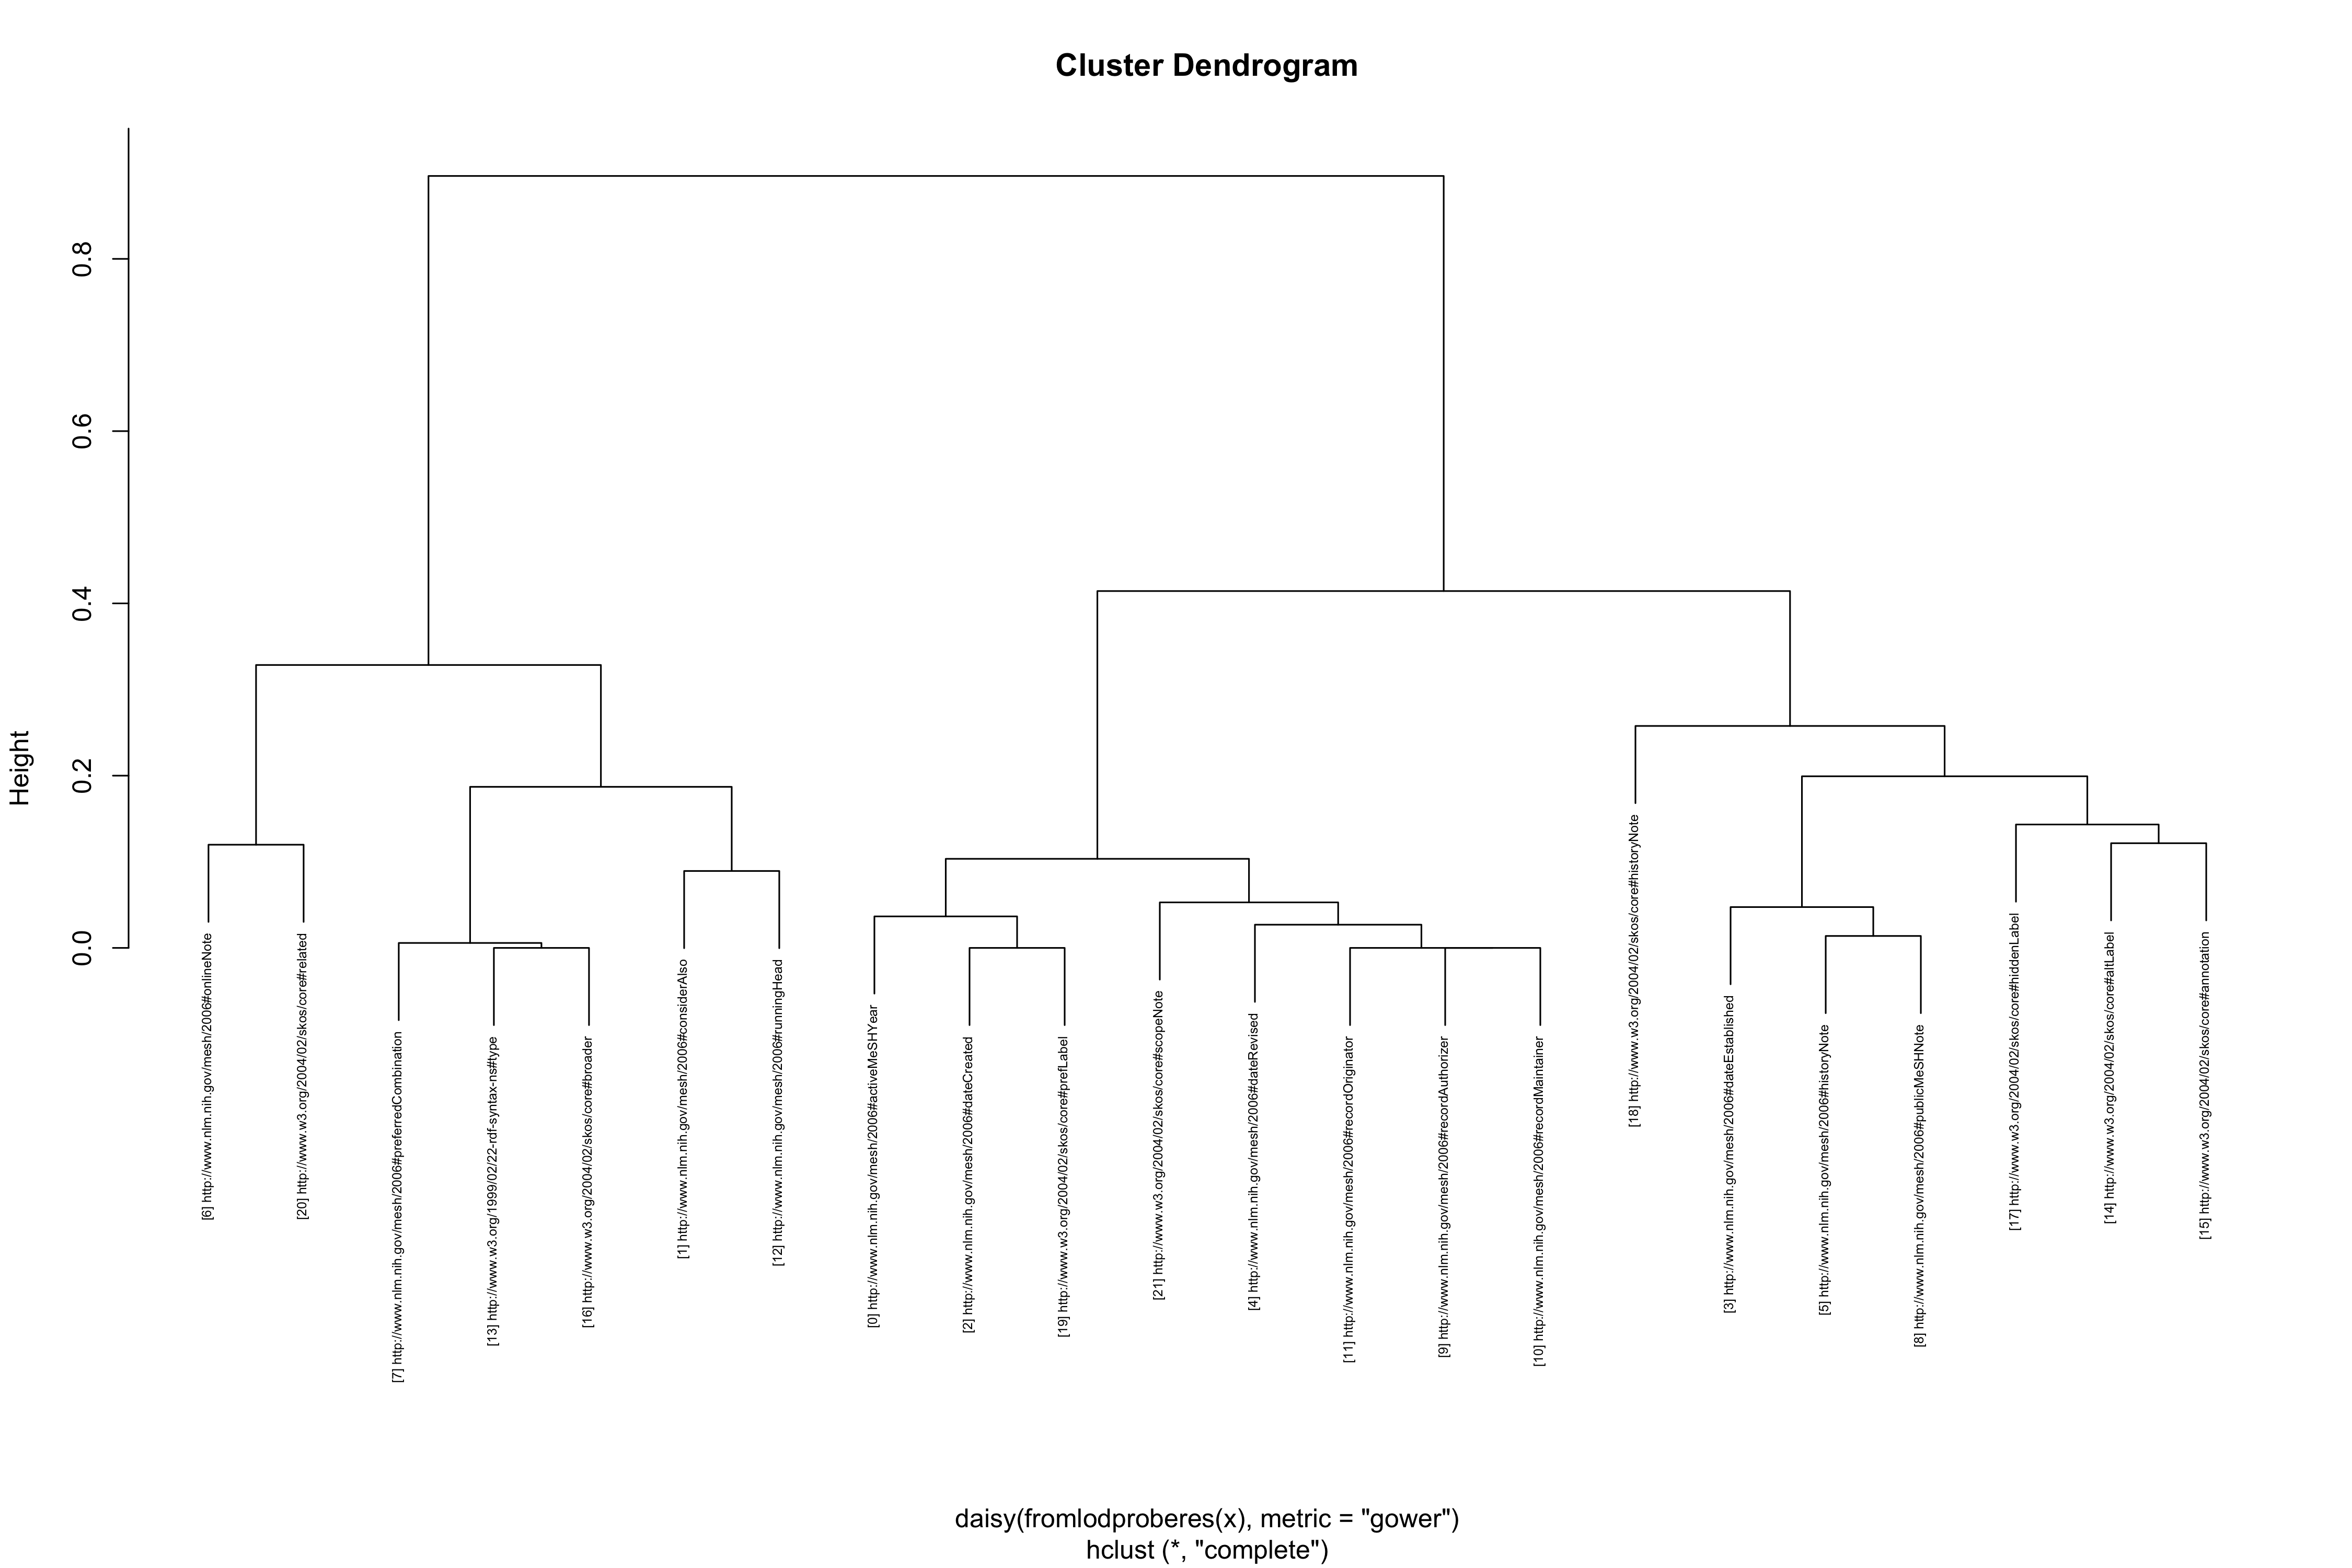 Cluster Dendrogram
Height
0.0
0.2
0.4
0.6
0.8
[6] http://www.nlm.nih.gov/mesh/2006#onlineNote
[20] http://www.w3.org/2004/02/skos/core#related
[7] http://www.nlm.nih.gov/mesh/2006#preferredCombination
[13] http://www.w3.org/1999/02/22-rdf-syntax-ns#type
[16] http://www.w3.org/2004/02/skos/core#broader
[1] http://www.nlm.nih.gov/mesh/2006#considerAlso
[12] http://www.nlm.nih.gov/mesh/2006#runningHead
[0] http://www.nlm.nih.gov/mesh/2006#activeMeSHYear
[2] http://www.nlm.nih.gov/mesh/2006#dateCreated
[19] http://www.w3.org/2004/02/skos/core#prefLabel
[21] http://www.w3.org/2004/02/skos/core#scopeNote
[4] http://www.nlm.nih.gov/mesh/2006#dateRevised
[11] http://www.nlm.nih.gov/mesh/2006#recordOriginator
[9] http://www.nlm.nih.gov/mesh/2006#recordAuthorizer
[10] http://www.nlm.nih.gov/mesh/2006#recordMaintainer
[18] http://www.w3.org/2004/02/skos/core#historyNote
[3] http://www.nlm.nih.gov/mesh/2006#dateEstablished
[5] http://www.nlm.nih.gov/mesh/2006#historyNote
[8] http://www.nlm.nih.gov/mesh/2006#publicMeSHNote
[17] http://www.w3.org/2004/02/skos/core#hiddenLabel
[14] http://www.w3.org/2004/02/skos/core#altLabel
[15] http://www.w3.org/2004/02/skos/core#annotation
daisy(fromlodproberes(x), metric = "gower")
hclust (*, "complete")